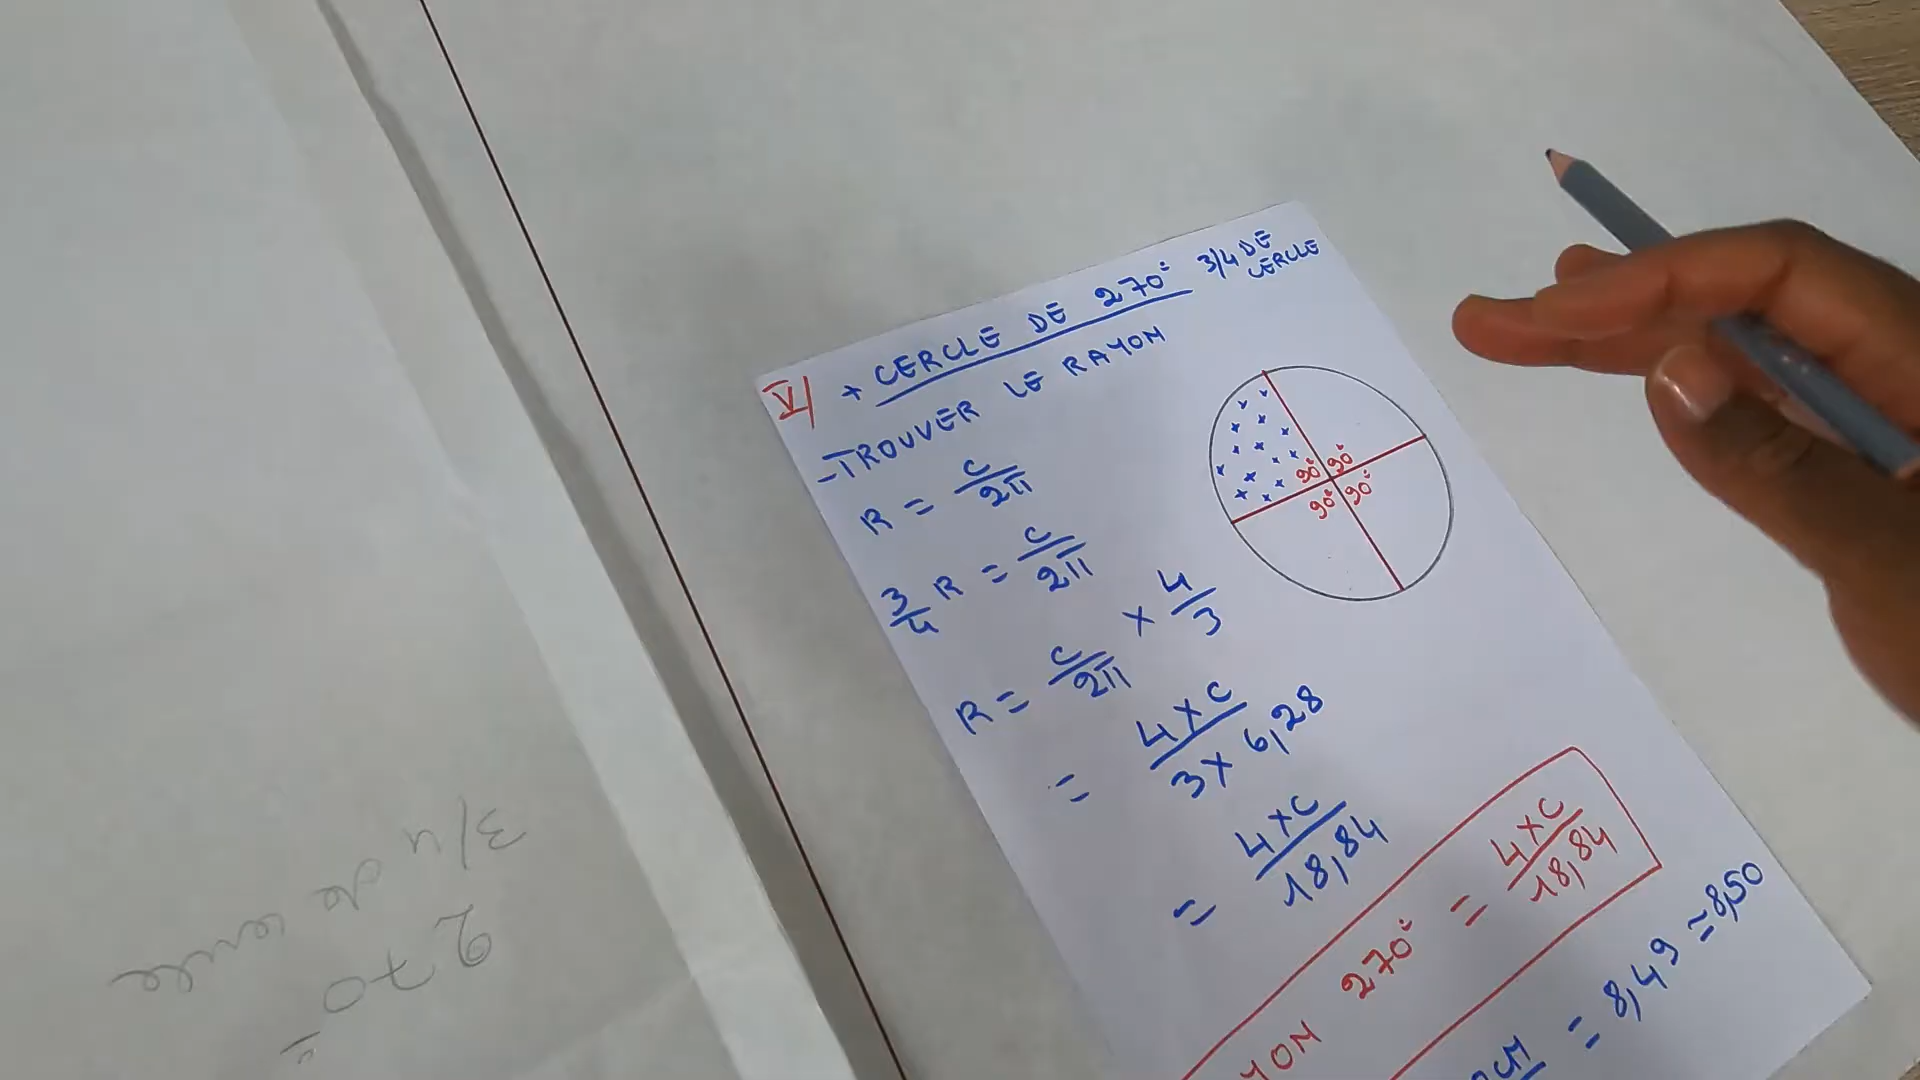 V/ + CERCLE DE 270° 3/4 DE CERCLE
-TROUVER LE RAYON
R = C/2π
3/4 R = C/2π
R = C/2π × 4/3
= 4×C/3×6,28
= 4×C/18,84
YON 270° = 4×C/18,84
= 8,49 ≃ 8,50
90° 90°
90° 90°
3/4 de cercle
270°